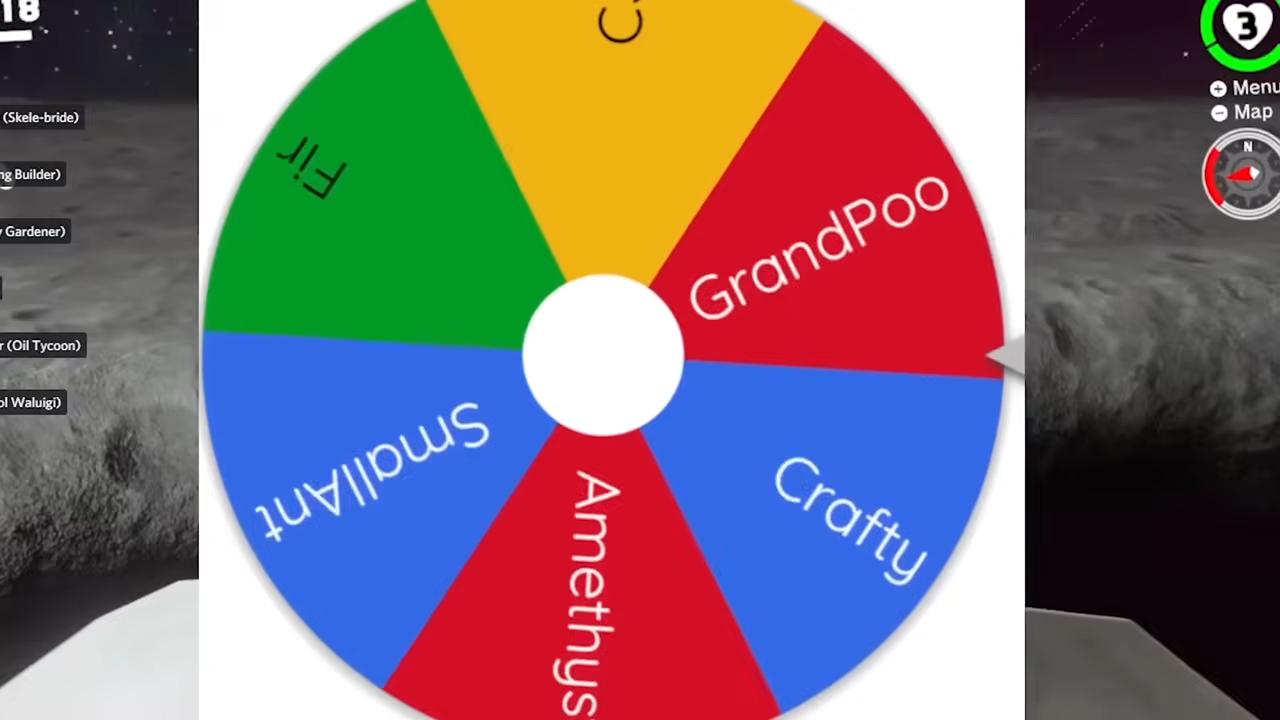 18
(Skele-bride)
ng Builder)
Gardener)
(Oil Tycoon)
ol Waluigi)
Fir
C
GrandPoo
SmallAnt
Amethys
Crafty
3
+ Menu
- Map
N